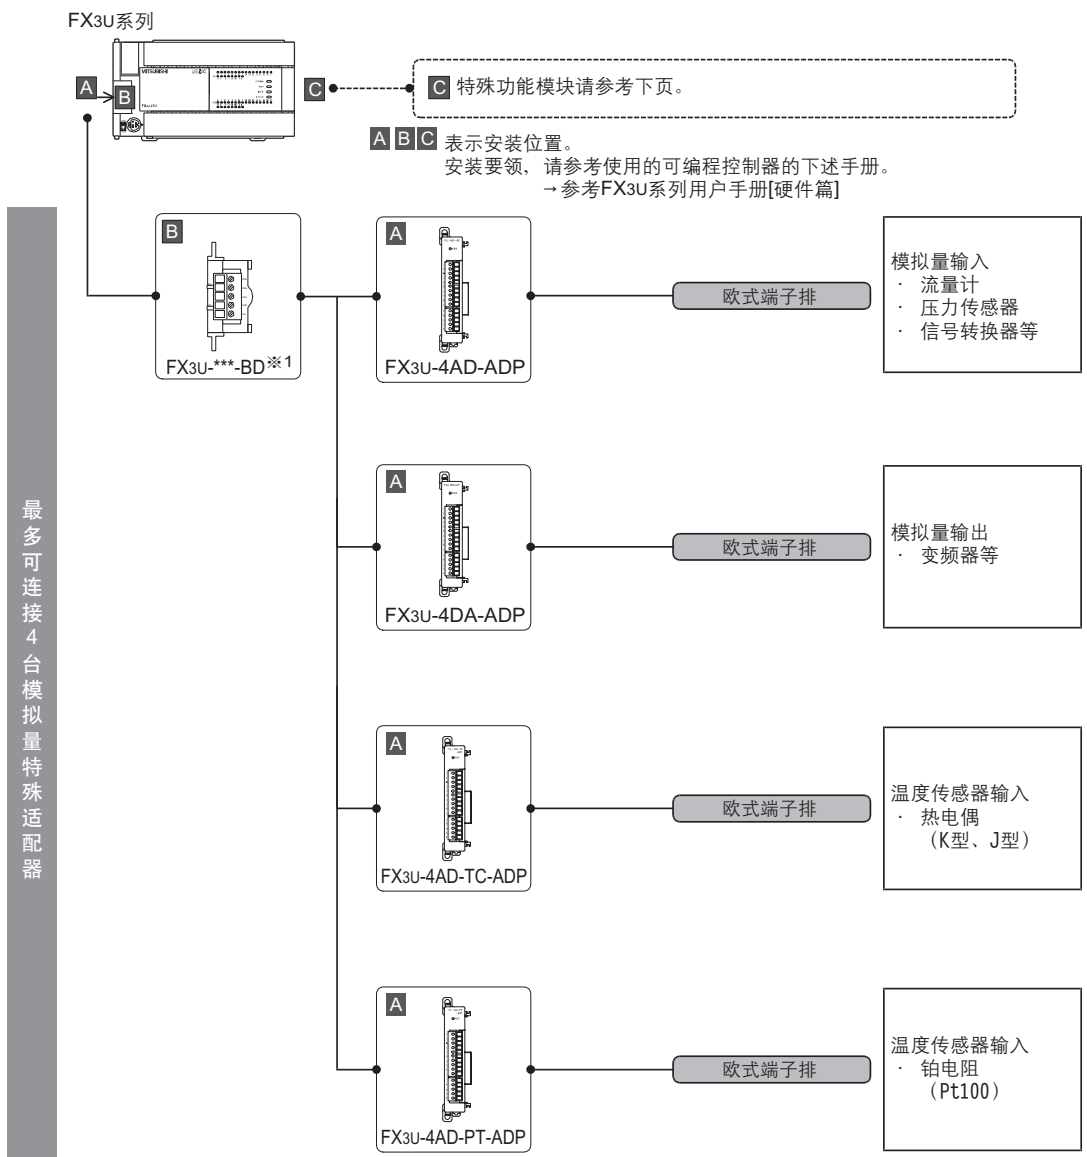 FX3U系列
MITSUBISHI
A
B
C
C 特殊功能模块请参考下页。
A B C 表示安装位置。
安装要领，请参考使用的可编程控制器的下述手册。
→参考FX3U系列用户手册[硬件篇]
最多可连接4台模拟量特殊适配器
B
FX3U-***-BD※1
A
FX3U-4AD-ADP
欧式端子排
模拟量输入
· 流量计
· 压力传感器
· 信号转换器等
A
FX3U-4DA-ADP
欧式端子排
模拟量输出
· 变频器等
A
FX3U-4AD-TC-ADP
欧式端子排
温度传感器输入
· 热电偶
（K型、J型）
A
FX3U-4AD-PT-ADP
欧式端子排
温度传感器输入
· 铂电阻
（Pt100）